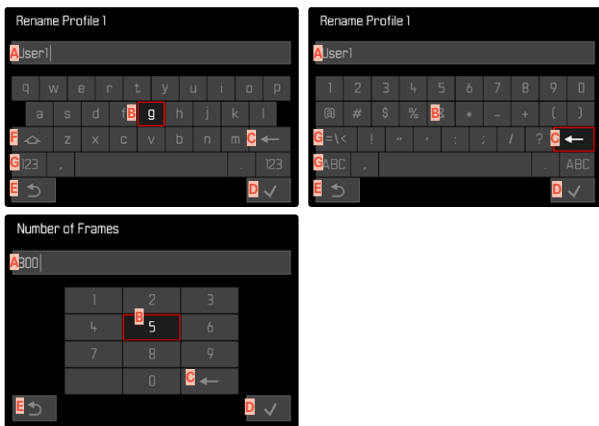 Rename Profile 1
A User1
q w e r t y u i o p
a s d f B g h j k l
F z x c v b n m C ←
G 123 , . 123
E D ✓
Rename Profile 1
A User1
1 2 3 4 5 6 7 8 9 0
@ # $ % B & * - + ( )
G =\< ! " ' : ; / ? C ←
G ABC , . ABC
E D ✓
Number of Frames
A 300
1 2 3
B
4 5 6
7 8 9
0 C ←
E D ✓